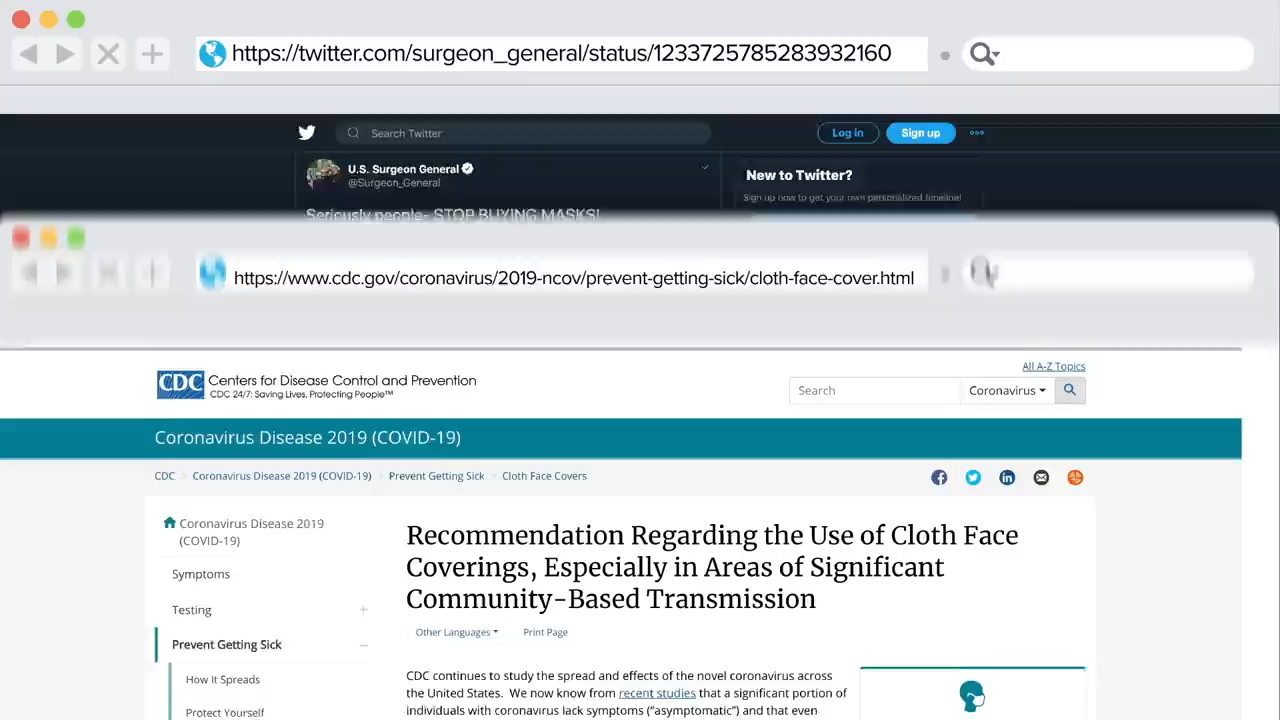 https://twitter.com/surgeon_general/status/1233725785283932160
Search Twitter
Log in
Sign up
U.S. Surgeon General
@Surgeon_General
New to Twitter?
Sign up now to get your own personalized timeline!
Seriously people- STOP BUYING MASKS!
https://www.cdc.gov/coronavirus/2019-ncov/prevent-getting-sick/cloth-face-cover.html
All A-Z Topics
CDC Centers for Disease Control and Prevention
CDC 24/7: Saving Lives, Protecting People™
Search
Coronavirus
Coronavirus Disease 2019 (COVID-19)
CDC Coronavirus Disease 2019 (COVID-19) Prevent Getting Sick Cloth Face Covers
Coronavirus Disease 2019
(COVID-19)
Symptoms
Testing
Prevent Getting Sick
How It Spreads
Protect Yourself
Recommendation Regarding the Use of Cloth Face
Coverings, Especially in Areas of Significant
Community-Based Transmission
Other Languages
Print Page
CDC continues to study the spread and effects of the novel coronavirus across
the United States. We now know from recent studies that a significant portion of
individuals with coronavirus lack symptoms (“asymptomatic”) and that even